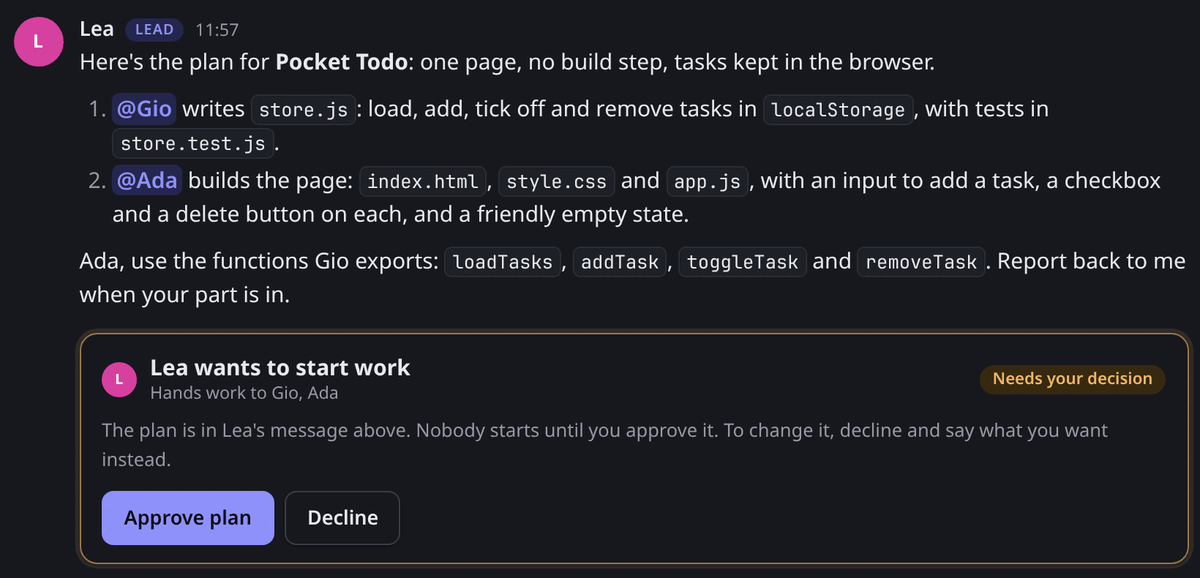 L
Lea LEAD 11:57
Here's the plan for Pocket Todo: one page, no build step, tasks kept in the browser.
1. @Gio writes store.js: load, add, tick off and remove tasks in localStorage, with tests in
store.test.js.
2. @Ada builds the page: index.html, style.css and app.js, with an input to add a task, a checkbox
and a delete button on each, and a friendly empty state.
Ada, use the functions Gio exports: loadTasks, addTask, toggleTask and removeTask. Report back to me
when your part is in.
L
Lea wants to start work
Hands work to Gio, Ada
Needs your decision
The plan is in Lea's message above. Nobody starts until you approve it. To change it, decline and say what you want
instead.
Approve plan Decline